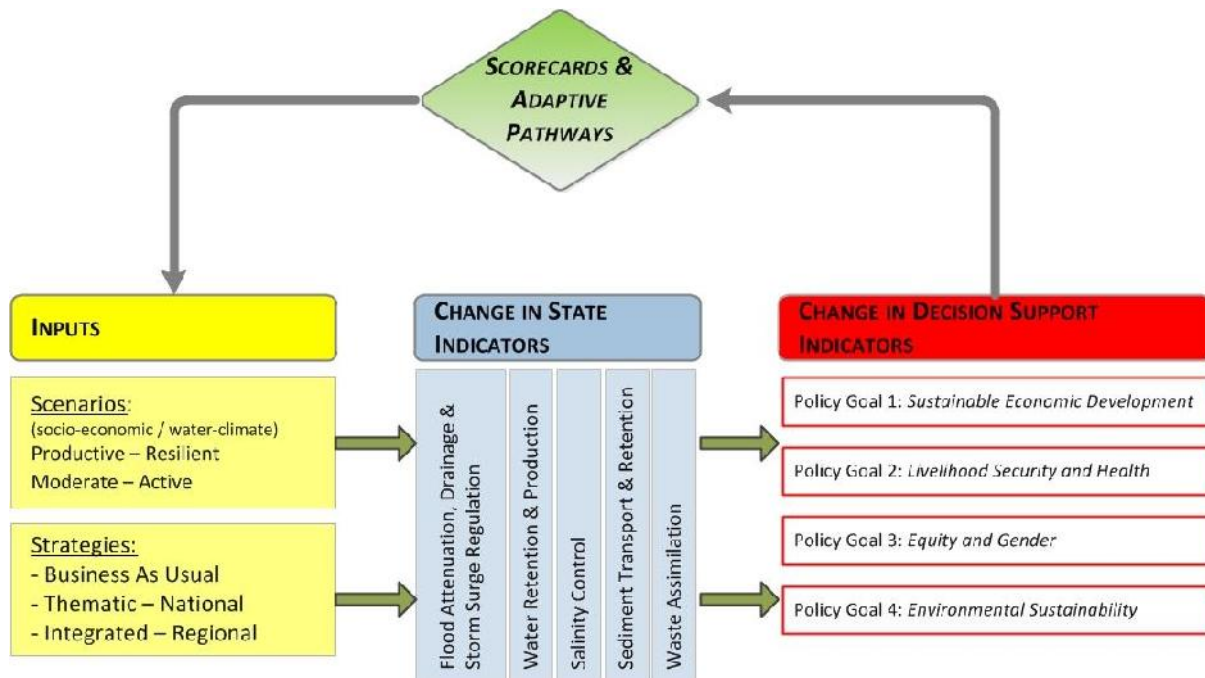 SCORECARDS &
ADAPTIVE
PATHWAYS
INPUTS
Scenarios:
(socio-economic / water-climate)
Productive – Resilient
Moderate – Active
Strategies:
- Business As Usual
- Thematic – National
- Integrated – Regional
CHANGE IN STATE
INDICATORS
Flood Attenuation, Drainage &
Storm Surge Regulation
Water Retention & Production
Salinity Control
Sediment Transport & Retention
Waste Assimilation
CHANGE IN DECISION SUPPORT
INDICATORS
Policy Goal 1: Sustainable Economic Development
Policy Goal 2: Livelihood Security and Health
Policy Goal 3: Equity and Gender
Policy Goal 4: Environmental Sustainability